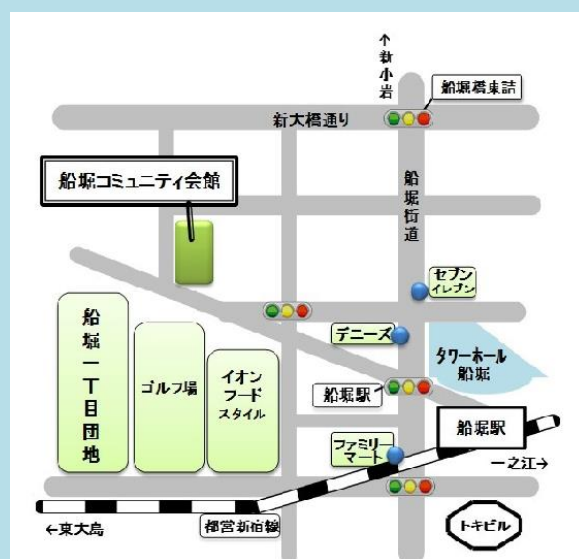 ↑新小岩
船堀橋東詰
新大橋通り
船堀コミュニティ会館
船堀街道
セブン
イレブン
デニーズ
タワーホール
船堀
船堀一丁目団地
ゴルフ場
イオン
フード
スタイル
船堀駅
船堀駅
ファミリー
マート
一之江→
←東大島
都営新宿線
トキビル